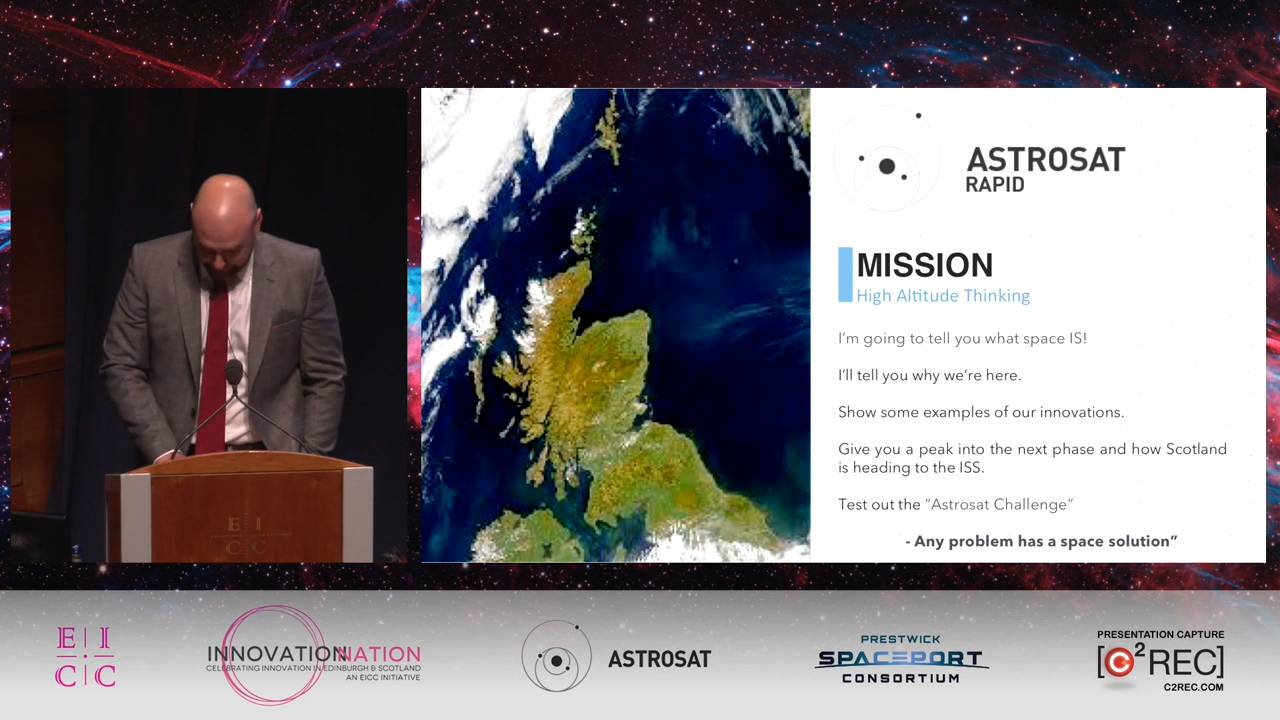 ASTROSAT
RAPID
MISSION
High Altitude Thinking
I'm going to tell you what space IS!
I'll tell you why we're here.
Show some examples of our innovations.
Give you a peak into the next phase and how Scotland
is heading to the ISS.
Test out the “Astrosat Challenge”
- Any problem has a space solution”
E I
C C
E I
C C
INNOVATIONNATION
CELEBRATING INNOVATION IN EDINBURGH & SCOTLAND
AN EICC INITIATIVE
ASTROSAT
PRESTWICK
SPACEPORT
CONSORTIUM
PRESENTATION CAPTURE
[C2REC]
C2REC.COM